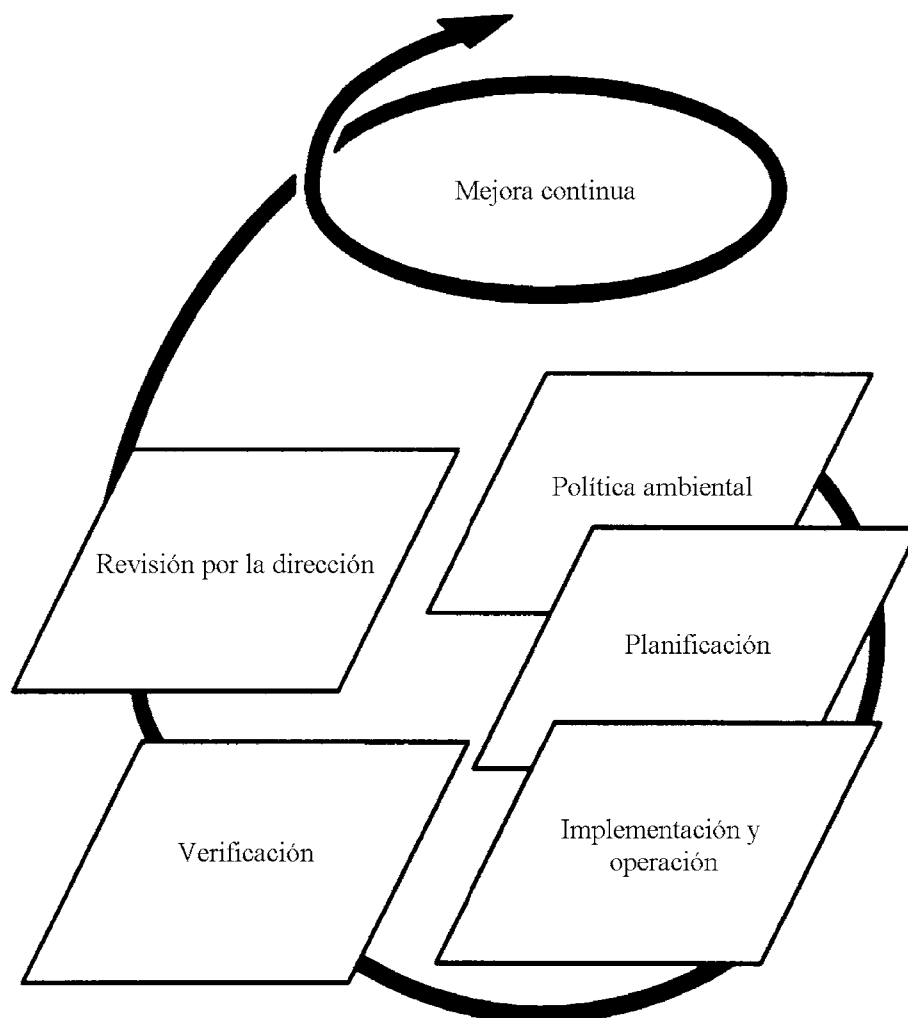 Mejora continua
Política ambiental
Revisión por la dirección
Planificación
Implementación y
operación
Verificación